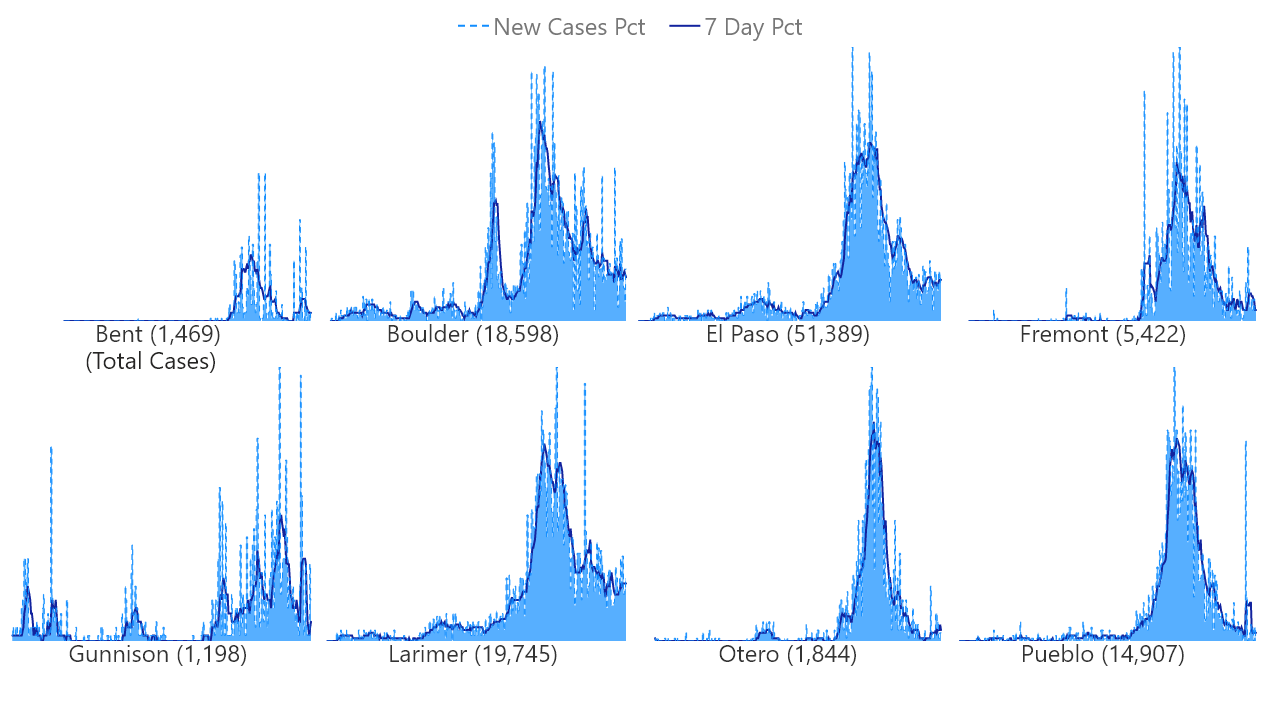 New Cases Pct 7 Day Pct
Bent (1,469)
(Total Cases)
Boulder (18,598)
El Paso (51,389)
Fremont (5,422)
Gunnison (1,198)
Larimer (19,745)
Otero (1,844)
Pueblo (14,907)